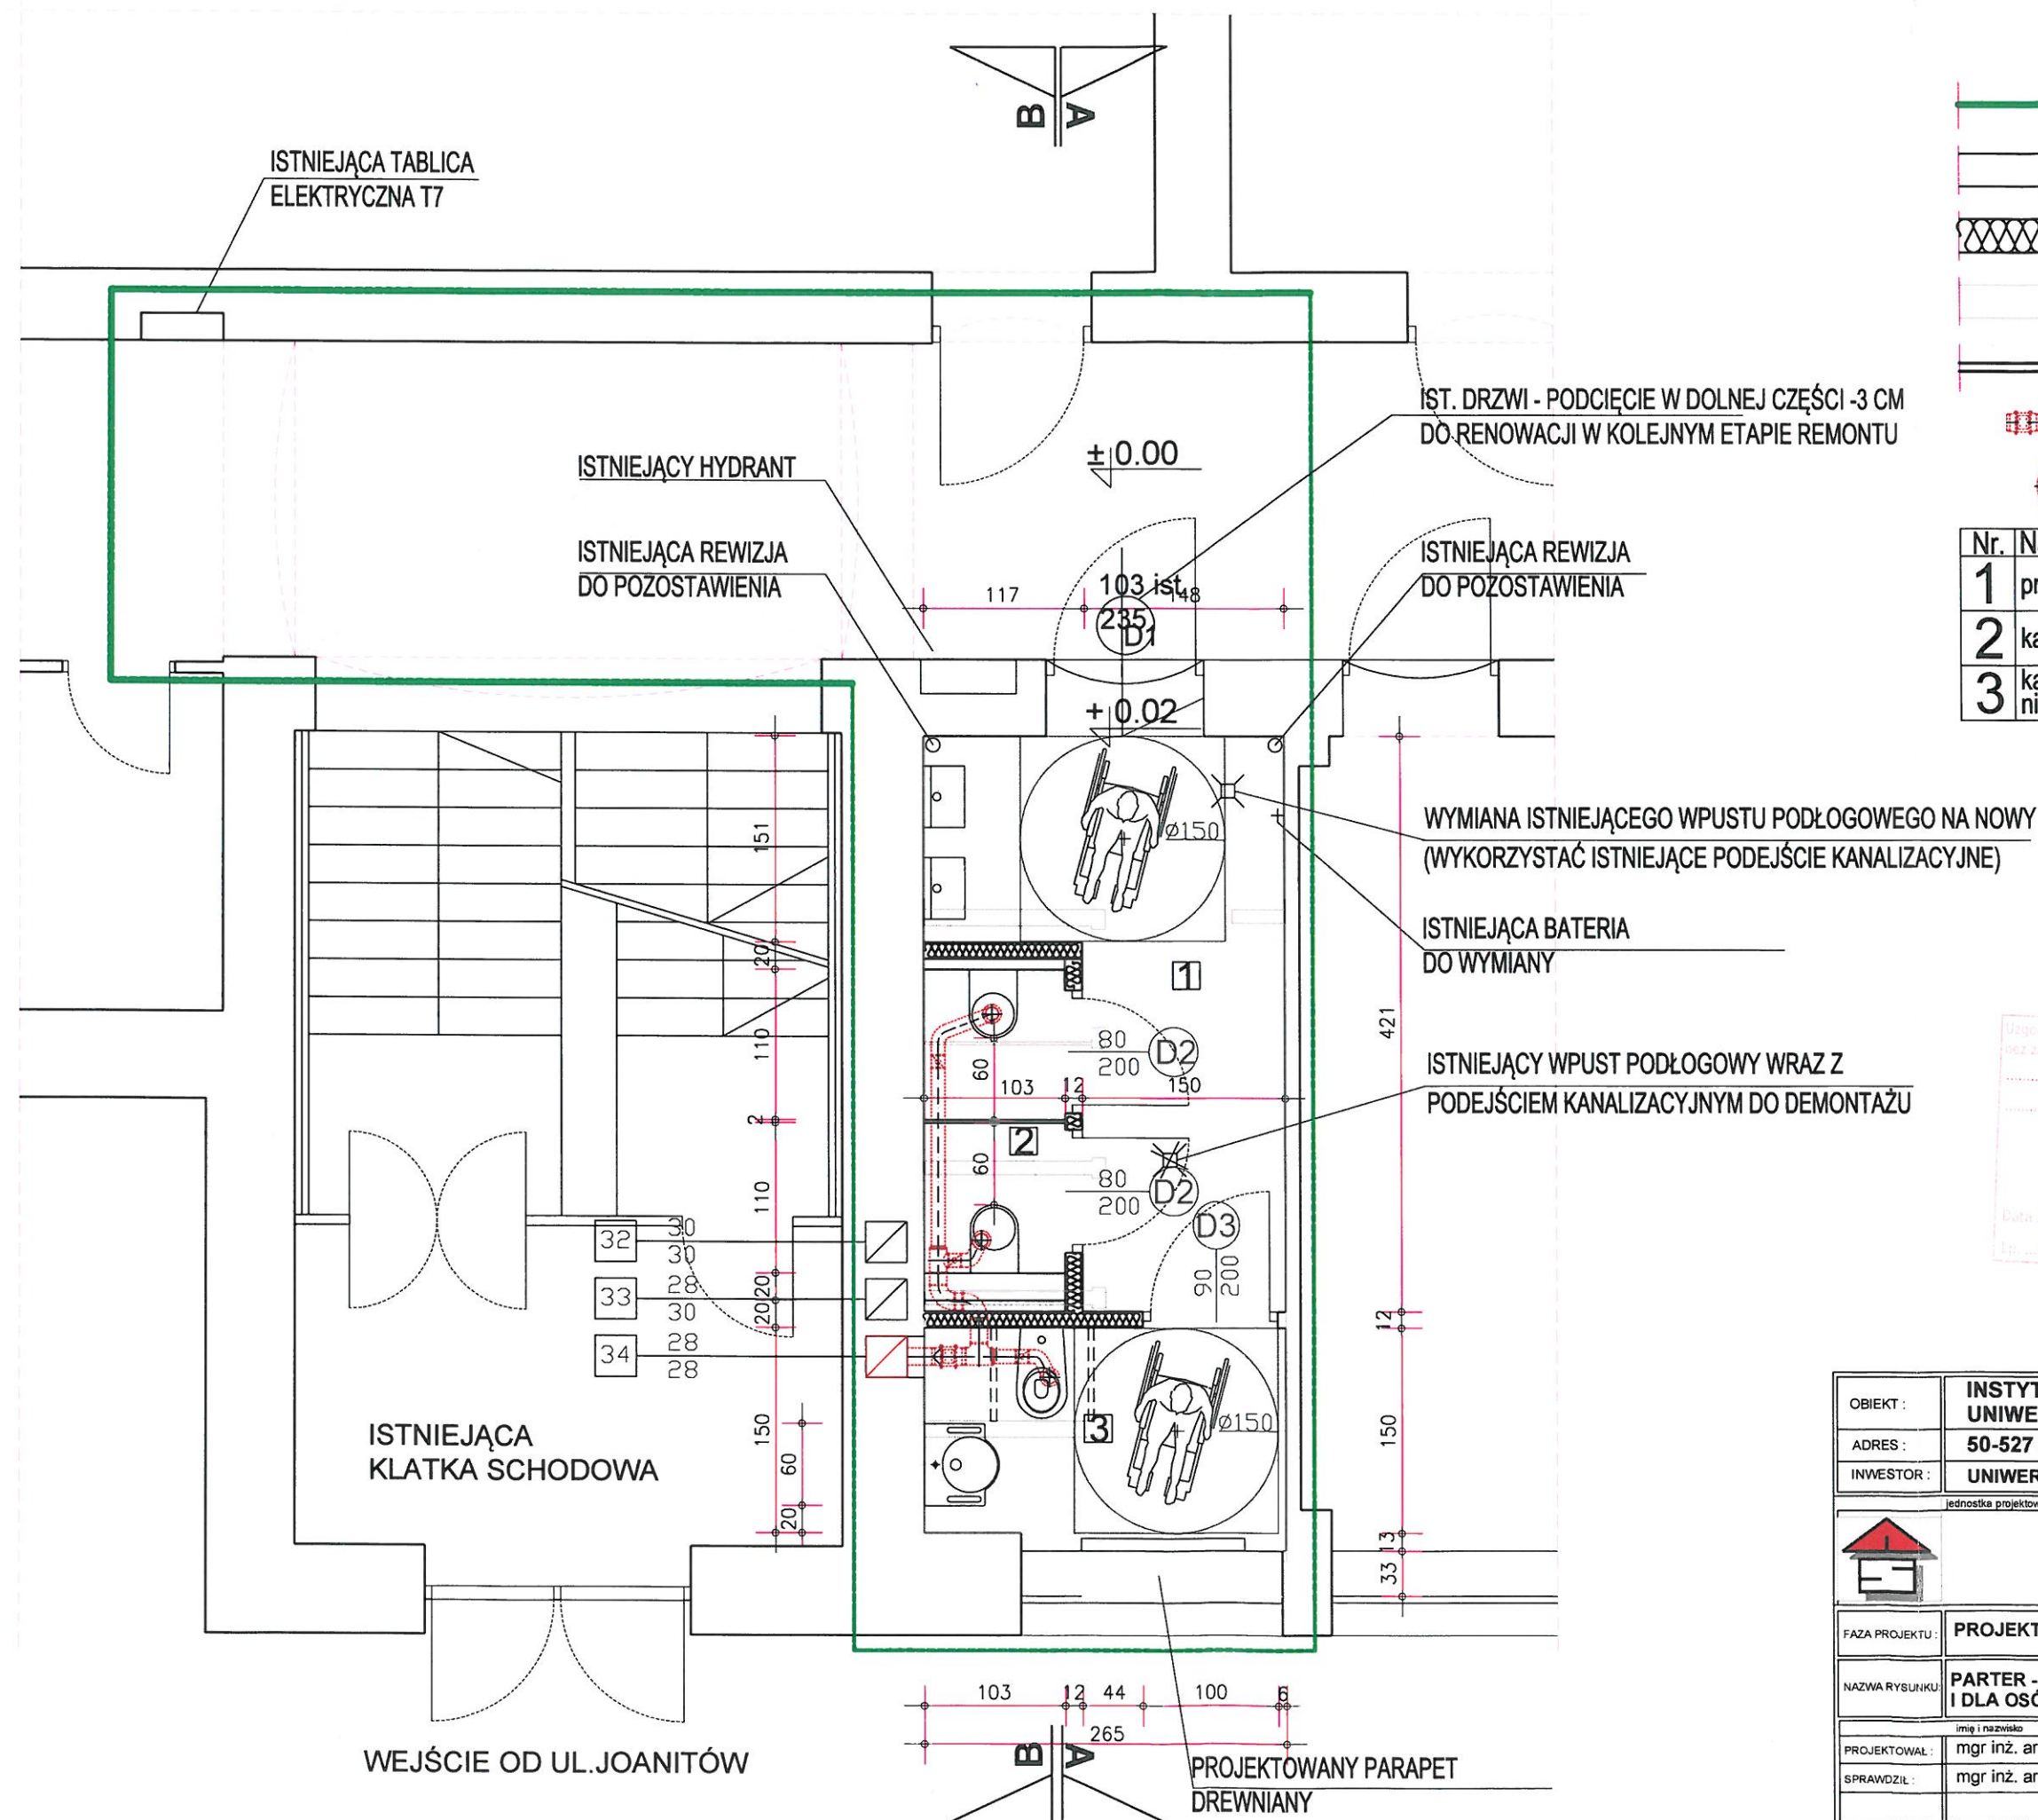 B
A
ISTNIEJĄCA TABLICA
ELEKTRYCZNA T7
IST. DRZWI - PODCIĘCIE W DOLNEJ CZĘŚCI -3 CM
DO RENOWACJI W KOLEJNYM ETAPIE REMONTU
±0.00
ISTNIEJĄCY HYDRANT
ISTNIEJĄCA REWIZJA
DO POZOSTAWIENIA
ISTNIEJĄCA REWIZJA
DO POZOSTAWIENIA
117
103 ist.
148
235
D1
+0.02
Nr.
1
2
3
Ø150
WYMIANA ISTNIEJĄCEGO WPUSTU PODŁOGOWEGO NA NOWY
(WYKORZYSTAĆ ISTNIEJĄCE PODEJŚCIE KANALIZACYJNE)
ISTNIEJĄCA BATERIA
DO WYMIANY
151
20
110
2
110
20
20
150
60
20
1
80
200
D2
60
103
12
150
ISTNIEJĄCY WPUST PODŁOGOWY WRAZ Z
PODEJŚCIEM KANALIZACYJNYM DO DEMONTAŻU
2
60
80
200
D2
D3
90
200
421
12
150
13
33
32
30
30
33
28
30
34
28
28
3
Ø150
ISTNIEJĄCA
KLATKA SCHODOWA
WEJŚCIE OD UL.JOANITÓW
103
12
44
100
6
265
B
A
PROJEKTOWANY PARAPET
DREWNIANY
OBIEKT :
ADRES :
50-527
INWESTOR :
FAZA PROJEKTU :
NAZWA RYSUNKU:
PARTER -
I DLA
imię i nazwisko
PROJEKTOWAŁ :
mgr inż.
SPRAWDZIŁ :
mgr inż.